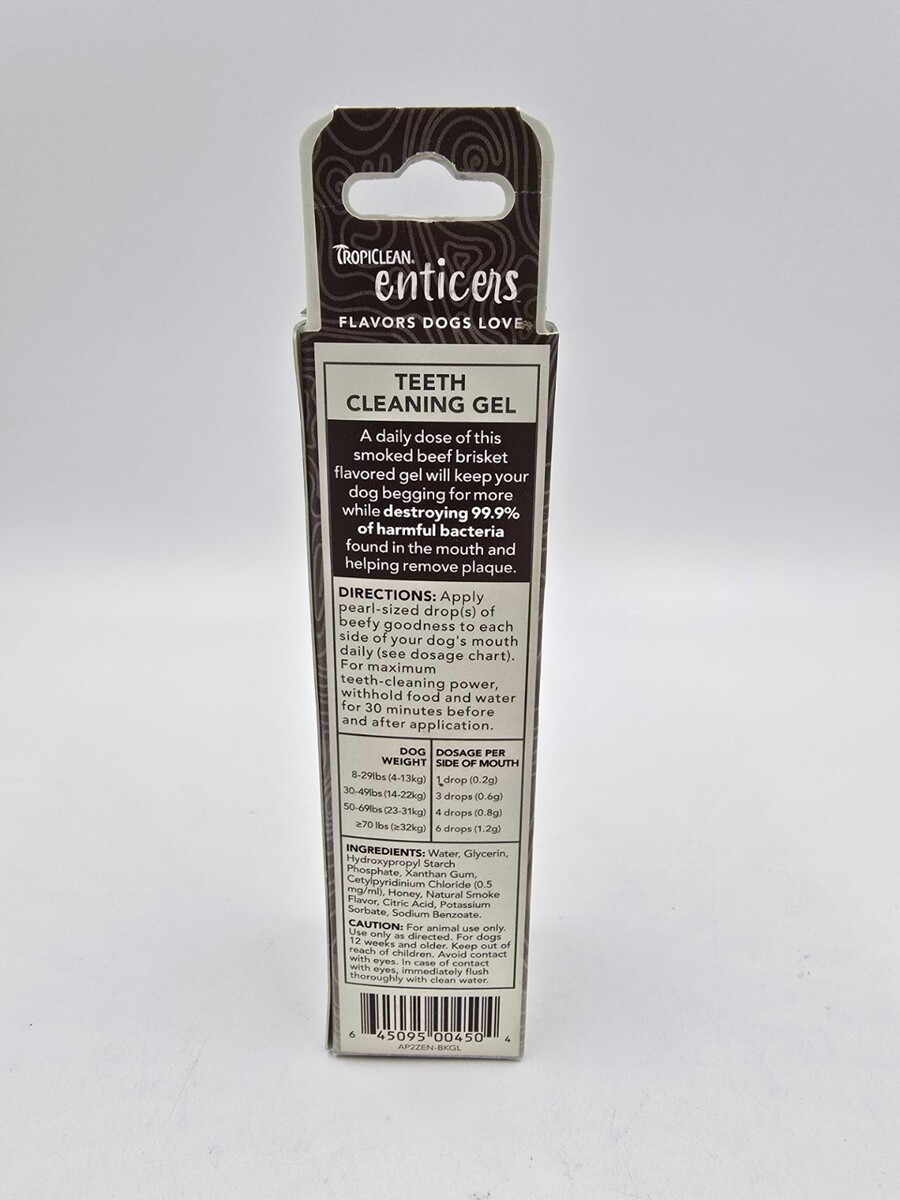 TROPICLEAN.
enticers
FLAVORS DOGS LOVE
TEETH
CLEANING GEL
A daily dose of this
smoked beef brisket
flavored gel will keep your
dog begging for more
while destroying 99.9%
of harmful bacteria
found in the mouth and
helping remove plaque.
DIRECTIONS: Apply
pearl-sized drop(s) of
beefy goodness to each
side of your dog's mouth
daily (see dosage chart).
For maximum
teeth-cleaning power,
withhold food and water
for 30 minutes before
and after application.
DOG WEIGHT DOSAGE PER SIDE OF MOUTH
8-29lbs (4-13kg) 1 drop (0.2g)
30-49lbs (14-22kg) 3 drops (0.6g)
50-69lbs (23-31kg) 4 drops (0.8g)
≥70 lbs (≥32kg) 6 drops (1.2g)
INGREDIENTS: Water, Glycerin,
Hydroxypropyl Starch
Phosphate, Xanthan Gum,
Cetylpyridinium Chloride (0.5
mg/ml), Honey, Natural Smoke
Flavor, Citric Acid, Potassium
Sorbate, Sodium Benzoate.
CAUTION: For animal use only.
Use only as directed. For dogs
12 weeks and older. Keep out of
reach of children. Avoid contact
with eyes. In case of contact
with eyes, immediately flush
thoroughly with clean water.
6 45095 00450 4
AP2ZEN-BKGL